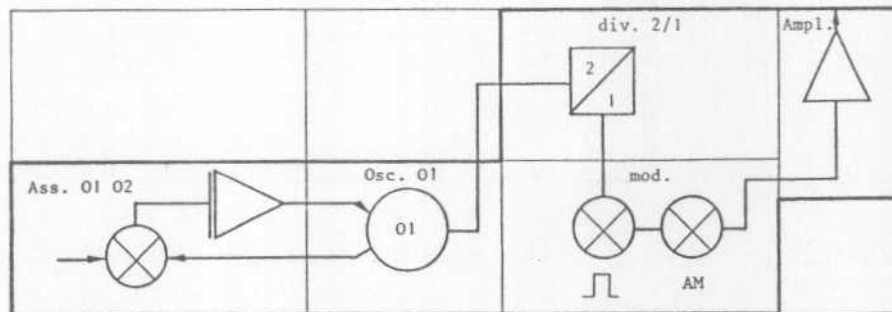 div. 2/1
Ampl.
2
1
Ass. O1 O2
Osc. O1
mod.
O1
AM